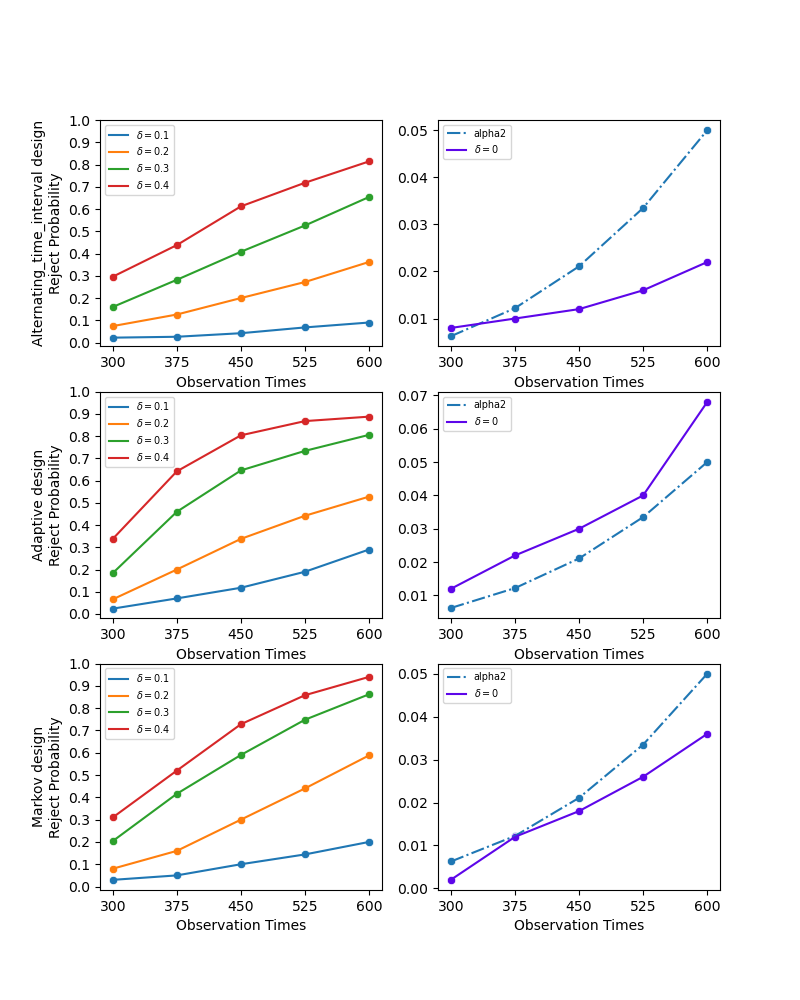 Alternating_time_interval design
Reject Probability
1.0
0.9
0.8
0.7
0.6
0.5
0.4
0.3
0.2
0.1
0.0
δ = 0.1
δ = 0.2
δ = 0.3
δ = 0.4
300 375 450 525 600
Observation Times
0.05
0.04
0.03
0.02
0.01
alpha2
δ = 0
300 375 450 525 600
Observation Times
Adaptive design
Reject Probability
1.0
0.9
0.8
0.7
0.6
0.5
0.4
0.3
0.2
0.1
0.0
δ = 0.1
δ = 0.2
δ = 0.3
δ = 0.4
300 375 450 525 600
Observation Times
0.07
0.06
0.05
0.04
0.03
0.02
0.01
alpha2
δ = 0
300 375 450 525 600
Observation Times
Markov design
Reject Probability
1.0
0.9
0.8
0.7
0.6
0.5
0.4
0.3
0.2
0.1
0.0
δ = 0.1
δ = 0.2
δ = 0.3
δ = 0.4
300 375 450 525 600
Observation Times
0.05
0.04
0.03
0.02
0.01
0.00
alpha2
δ = 0
300 375 450 525 600
Observation Times